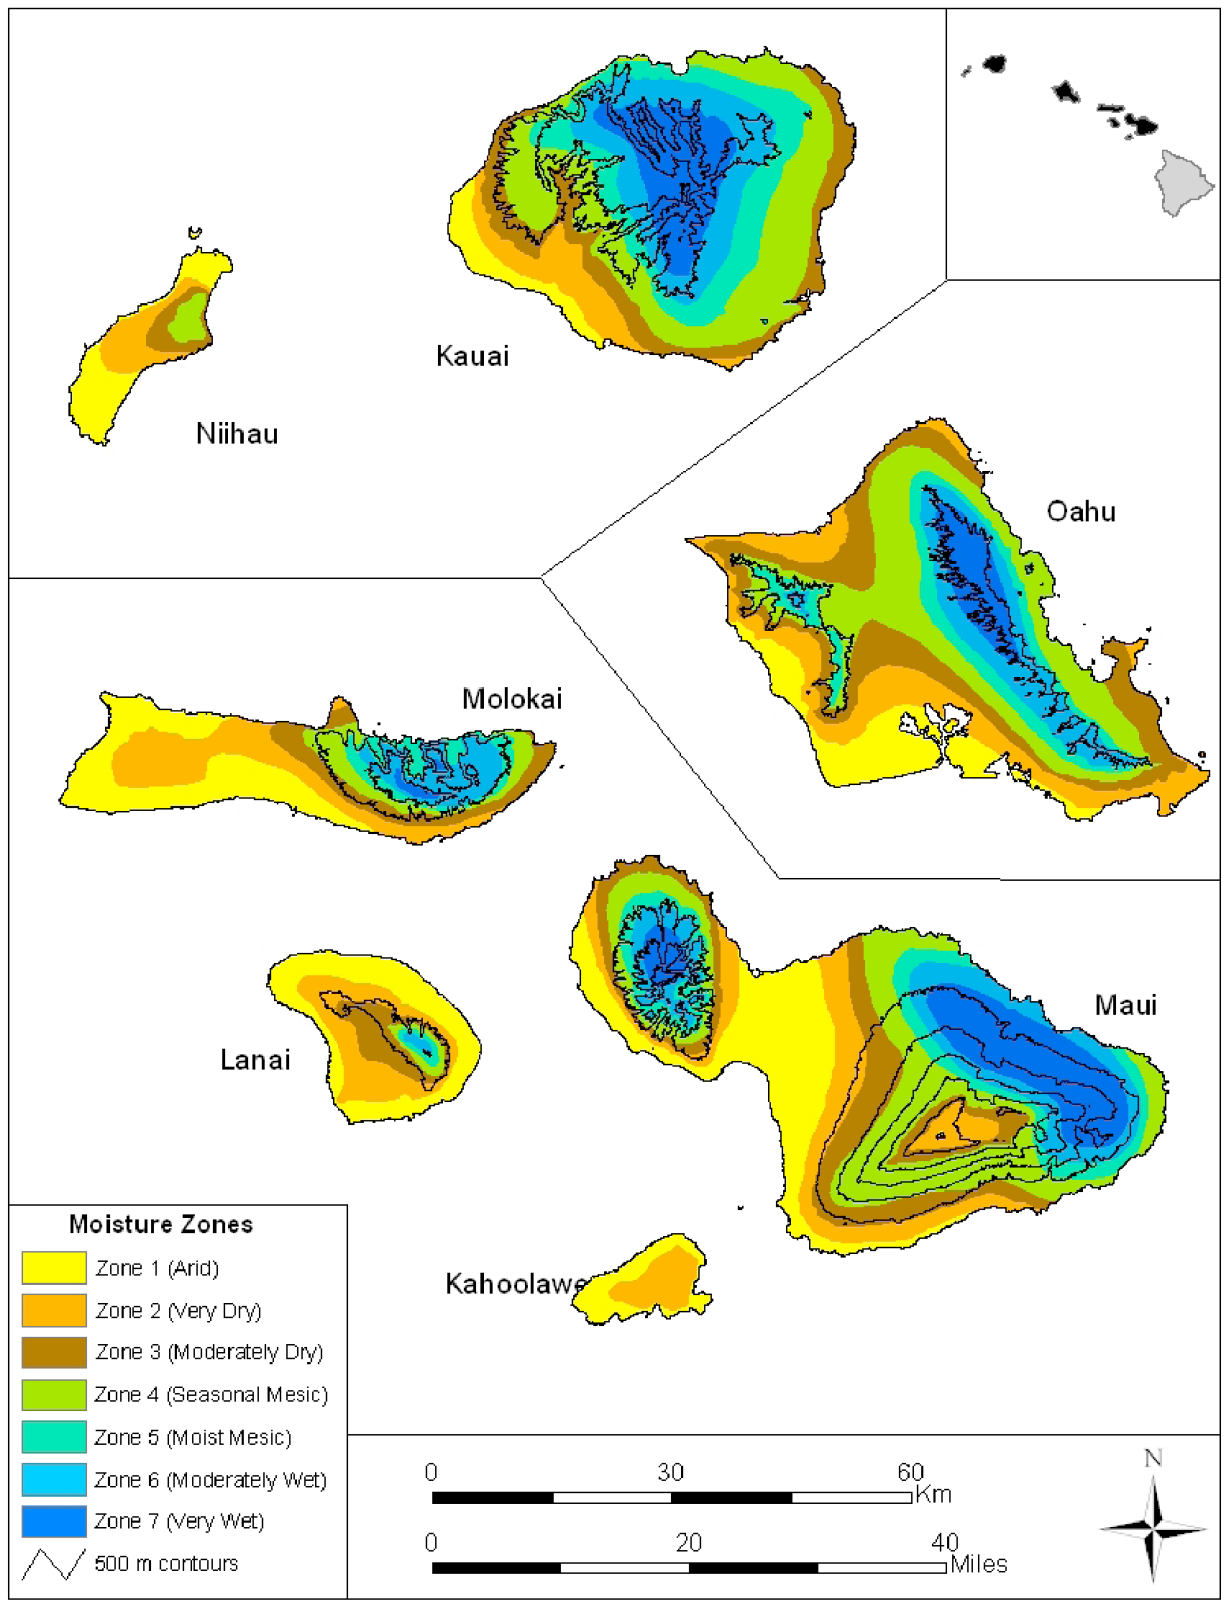 Kauai
Niihau
Oahu
Molokai
Maui
Lanai
Kahoolawe
Moisture Zones
Zone 1 (Arid)
Zone 2 (Very Dry)
Zone 3 (Moderately Dry)
Zone 4 (Seasonal Mesic)
Zone 5 (Moist Mesic)
Zone 6 (Moderately Wet)
Zone 7 (Very Wet)
500 m contours
0 30 60
Km
0 20 40
Miles
N